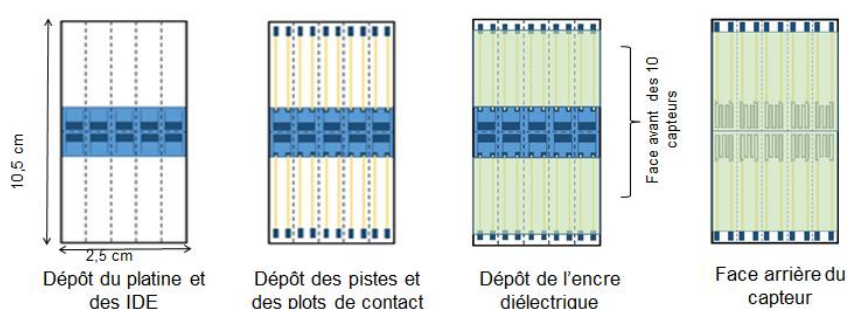 10,5 cm
2,5 cm
Dépôt du platine et
des IDE
Dépôt des pistes et
des plots de contact
Dépôt de l'encre
diélectrique
Face avant des 10
capteurs
Face arrière du
capteur